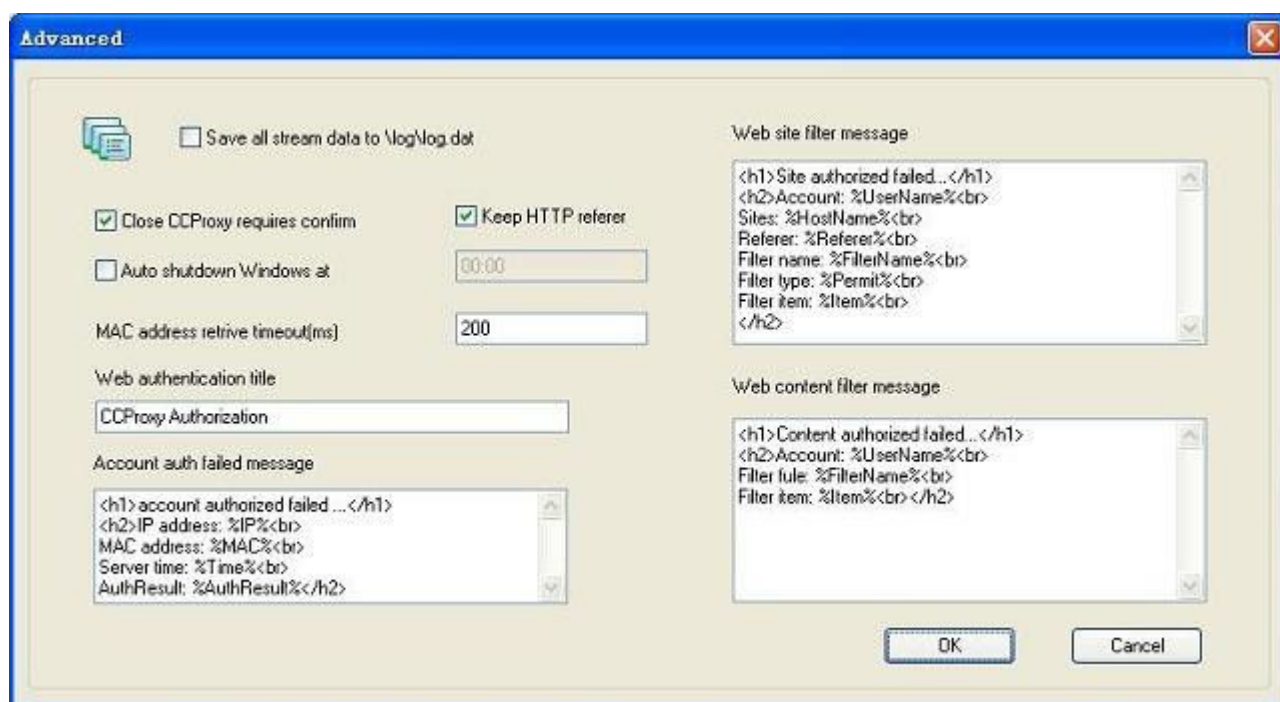 Advanced
Save all stream data to \log\log.dat
Close CCProxy requires confirm
Keep HTTP referer
Auto shutdown Windows at
00:00
MAC address retrive timeout(ms)
200
Web authentication title
CCProxy Authorization
Account auth failed message
<h1>account authorized failed ...</h1>
<h2>IP address: %IP%<br>
MAC address: %MAC%<br>
Server time: %Time%<br>
AuthResult: %AuthResult%</h2>
Web site filter message
<h1>Site authorized failed...</h1>
<h2>Account: %UserName%<br>
Sites: %HostName%<br>
Referer: %Referer%<br>
Filter name: %FilterName%<br>
Filter type: %Permit%<br>
Filter item: %Item%<br>
</h2>
Web content filter message
<h1>Content authorized failed...</h1>
<h2>Account: %UserName%<br>
Filter fule: %FilterName%<br>
Filter item: %Item%<br></h2>
OK
Cancel